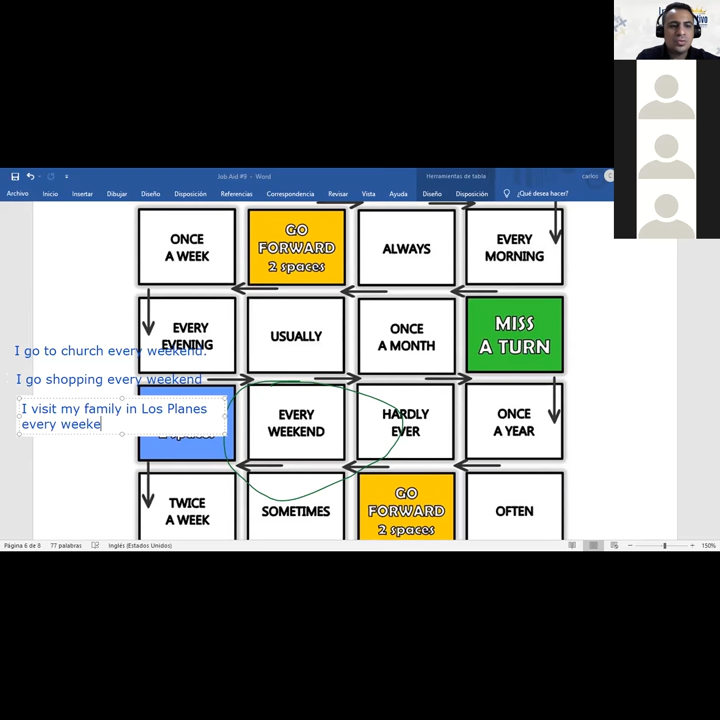 Job Aid #9 - Word
Herramientas de tabla
carlos
Archivo Inicio Insertar Dibujar Diseño Disposición Referencias Correspondencia Revisar Vista Ayuda Diseño Disposición ¿Qué desea hacer?
ONCE
A WEEK
GO
FORWARD
2 spaces
ALWAYS
EVERY
MORNING
EVERY
EVENING
USUALLY
ONCE
A MONTH
MISS
A TURN
I go to church every weekend.
I go shopping every weekend
I visit my family in Los Planes
every weeke
EVERY
WEEKEND
HARDLY
EVER
ONCE
A YEAR
TWICE
A WEEK
SOMETIMES
GO
FORWARD
2 spaces
OFTEN
Página 6 de 8 77 palabras Inglés (Estados Unidos) 150%